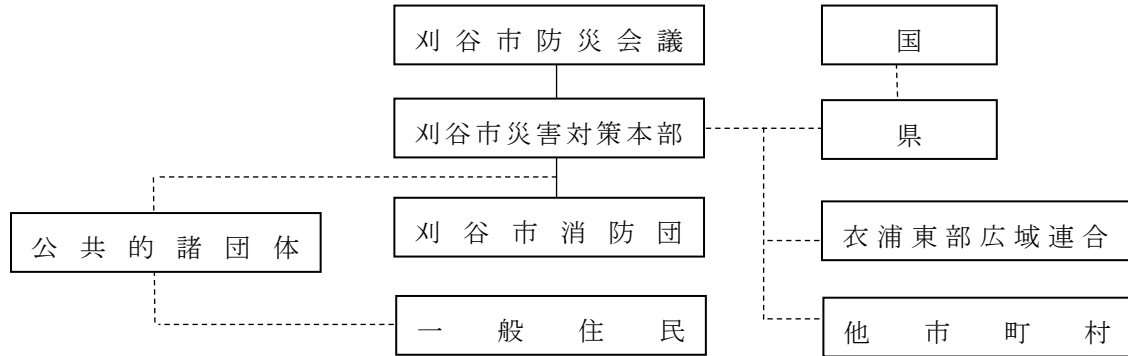 刈谷市防災会議
国
刈谷市災害対策本部
県
刈谷市消防団
衣浦東部広域連合
公共的諸団体
一般住民
他市町村